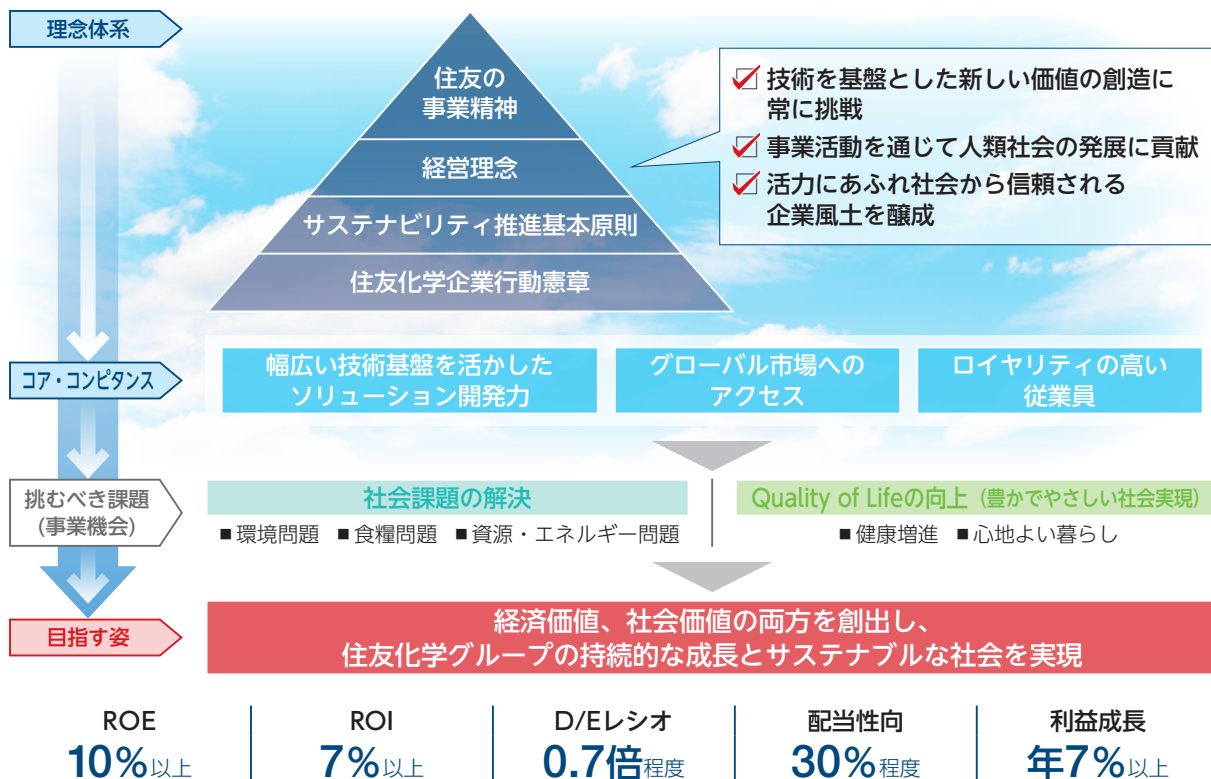 理念体系
住友の
事業精神
経営理念
サステナビリティ推進基本原則
住友化学企業行動憲章
技術を基盤とした新しい価値の創造に
常に挑戦
事業活動を通じて人類社会の発展に貢献
活力にあふれ社会から信頼される
企業風土を醸成
コア・コンピタンス
幅広い技術基盤を活かした
ソリューション開発力
グローバル市場への
アクセス
ロイヤリティの高い
従業員
挑むべき課題
(事業機会)
社会課題の解決
■環境問題 ■食糧問題 ■資源・エネルギー問題
Quality of Lifeの向上（豊かでやさしい社会実現）
■健康増進 ■心地よい暮らし
目指す姿
経済価値、社会価値の両方を創出し、
住友化学グループの持続的な成長とサステナブルな社会を実現
ROE
10%以上
ROI
7%以上
D/Eレシオ
0.7倍程度
配当性向
30%程度
利益成長
年7%以上